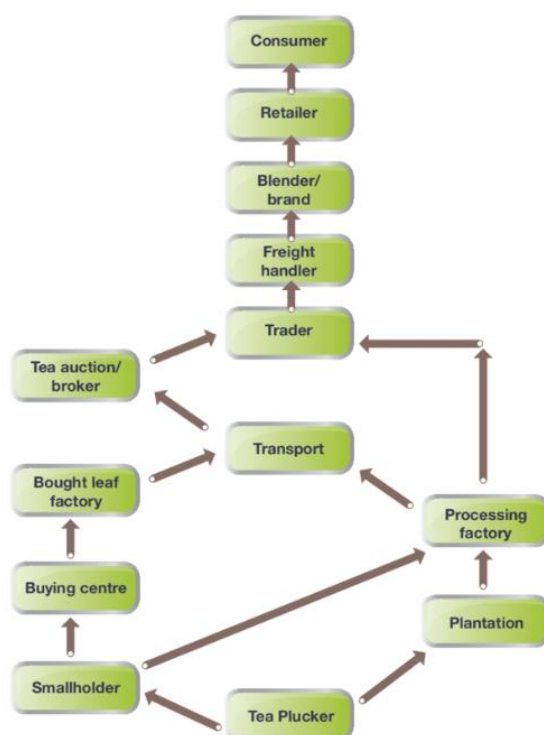 Consumer
Retailer
Blender/
brand
Freight
handler
Trader
Tea auction/
broker
Transport
Bought leaf
factory
Processing
factory
Buying centre
Plantation
Smallholder
Tea Plucker